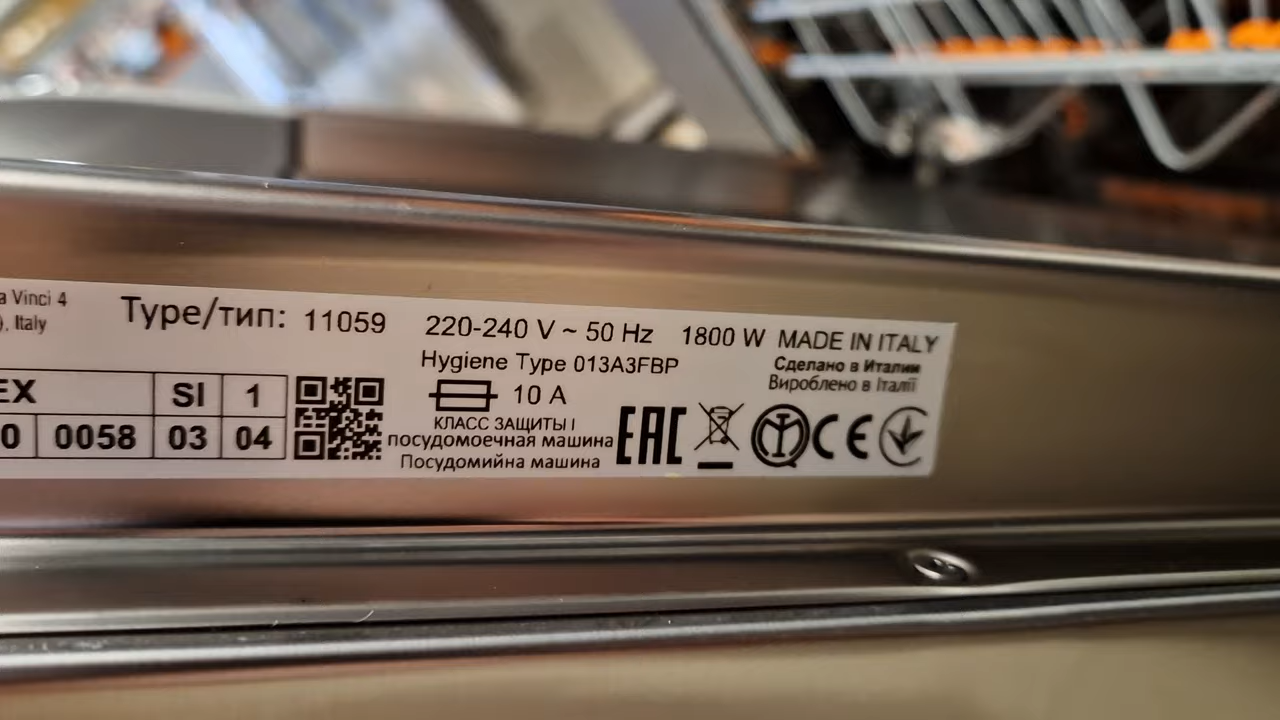 a Vinci 4
), Italy
Type/тип: 11059
220-240 V ~ 50 Hz 1800 W MADE IN ITALY
Hygiene Type 013A3FBP
Сделано в Италии
Вироблено в Італії
10 A
КЛАСС ЗАЩИТЫ I
посудомоечная машина
Посудомийна машина
EX SI 1
0 0058 03 04
EAC
CE